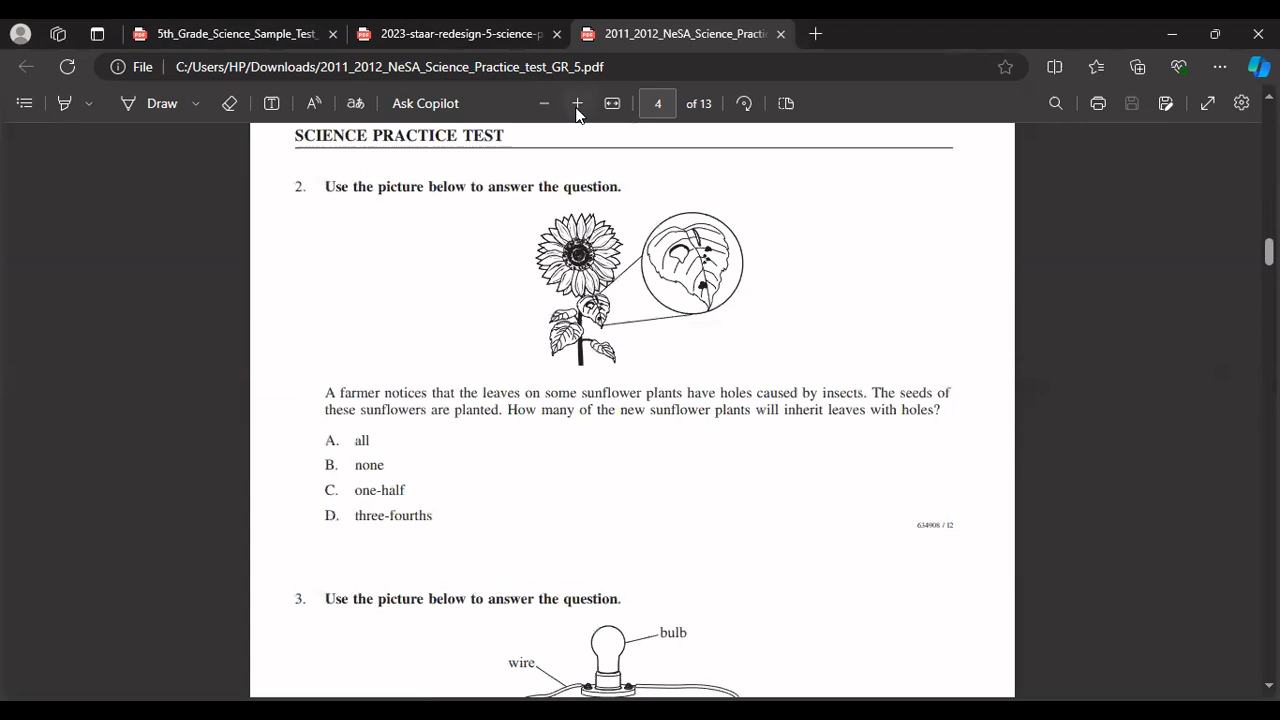 5th_Grade_Science_Sample_Test_
2023-staar-redesign-5-science-p
2011_2012_NeSA_Science_Practi
File
C:/Users/HP/Downloads/2011_2012_NeSA_Science_Practice_test_GR_5.pdf
Draw
aあ
Ask Copilot
4 of 13
SCIENCE PRACTICE TEST
2. Use the picture below to answer the question.
A farmer notices that the leaves on some sunflower plants have holes caused by insects. The seeds of
these sunflowers are planted. How many of the new sunflower plants will inherit leaves with holes?
A. all
B. none
C. one-half
D. three-fourths
634908 / 12
3. Use the picture below to answer the question.
bulb
wire